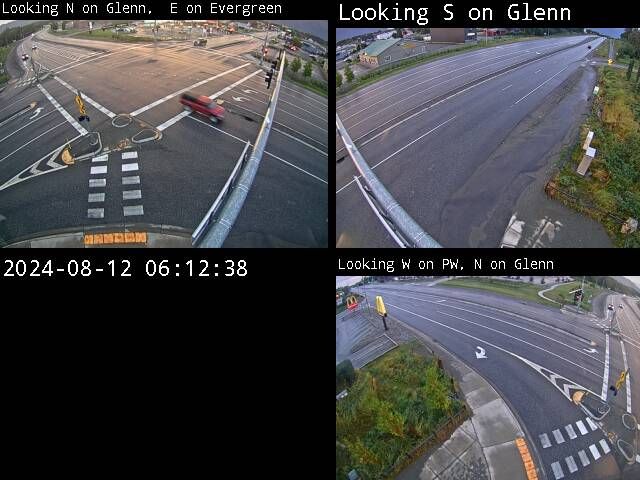 Looking N on Glenn,  E on Evergreen
Looking S on Glenn
2024-08-12 06:12:38
Looking W on PW, N on Glenn